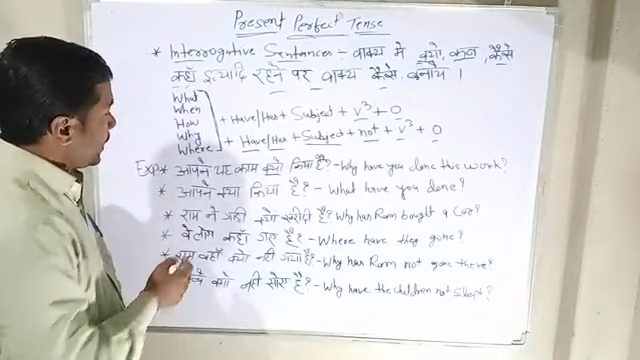 Present Perfect Tense
* Interrogative Sentences :- वाक्य में क्यो, कब, कैसे
कहाँ इत्यादि रहने पर वाक्य कैसे बनाये ।
What
When
How
Why
Where
+ Have/Has + Subject + v³ + O
+ Have/Has + Subject + not + v³ + O
Exp * आपने यह काम क्यो किया है? - Why have you done this work?
* आपने क्या किया है? - What have you done?
* राम ने गाड़ी क्यो खरीदी है? Why has Ram bought a Car?
* वे लोग कहाँ गए है? - Where have they gone?
* राम वहाँ क्यो नही गया है? - Why has Ram not gone there?
क्यो नही सोए है? - Why have the children not slept?